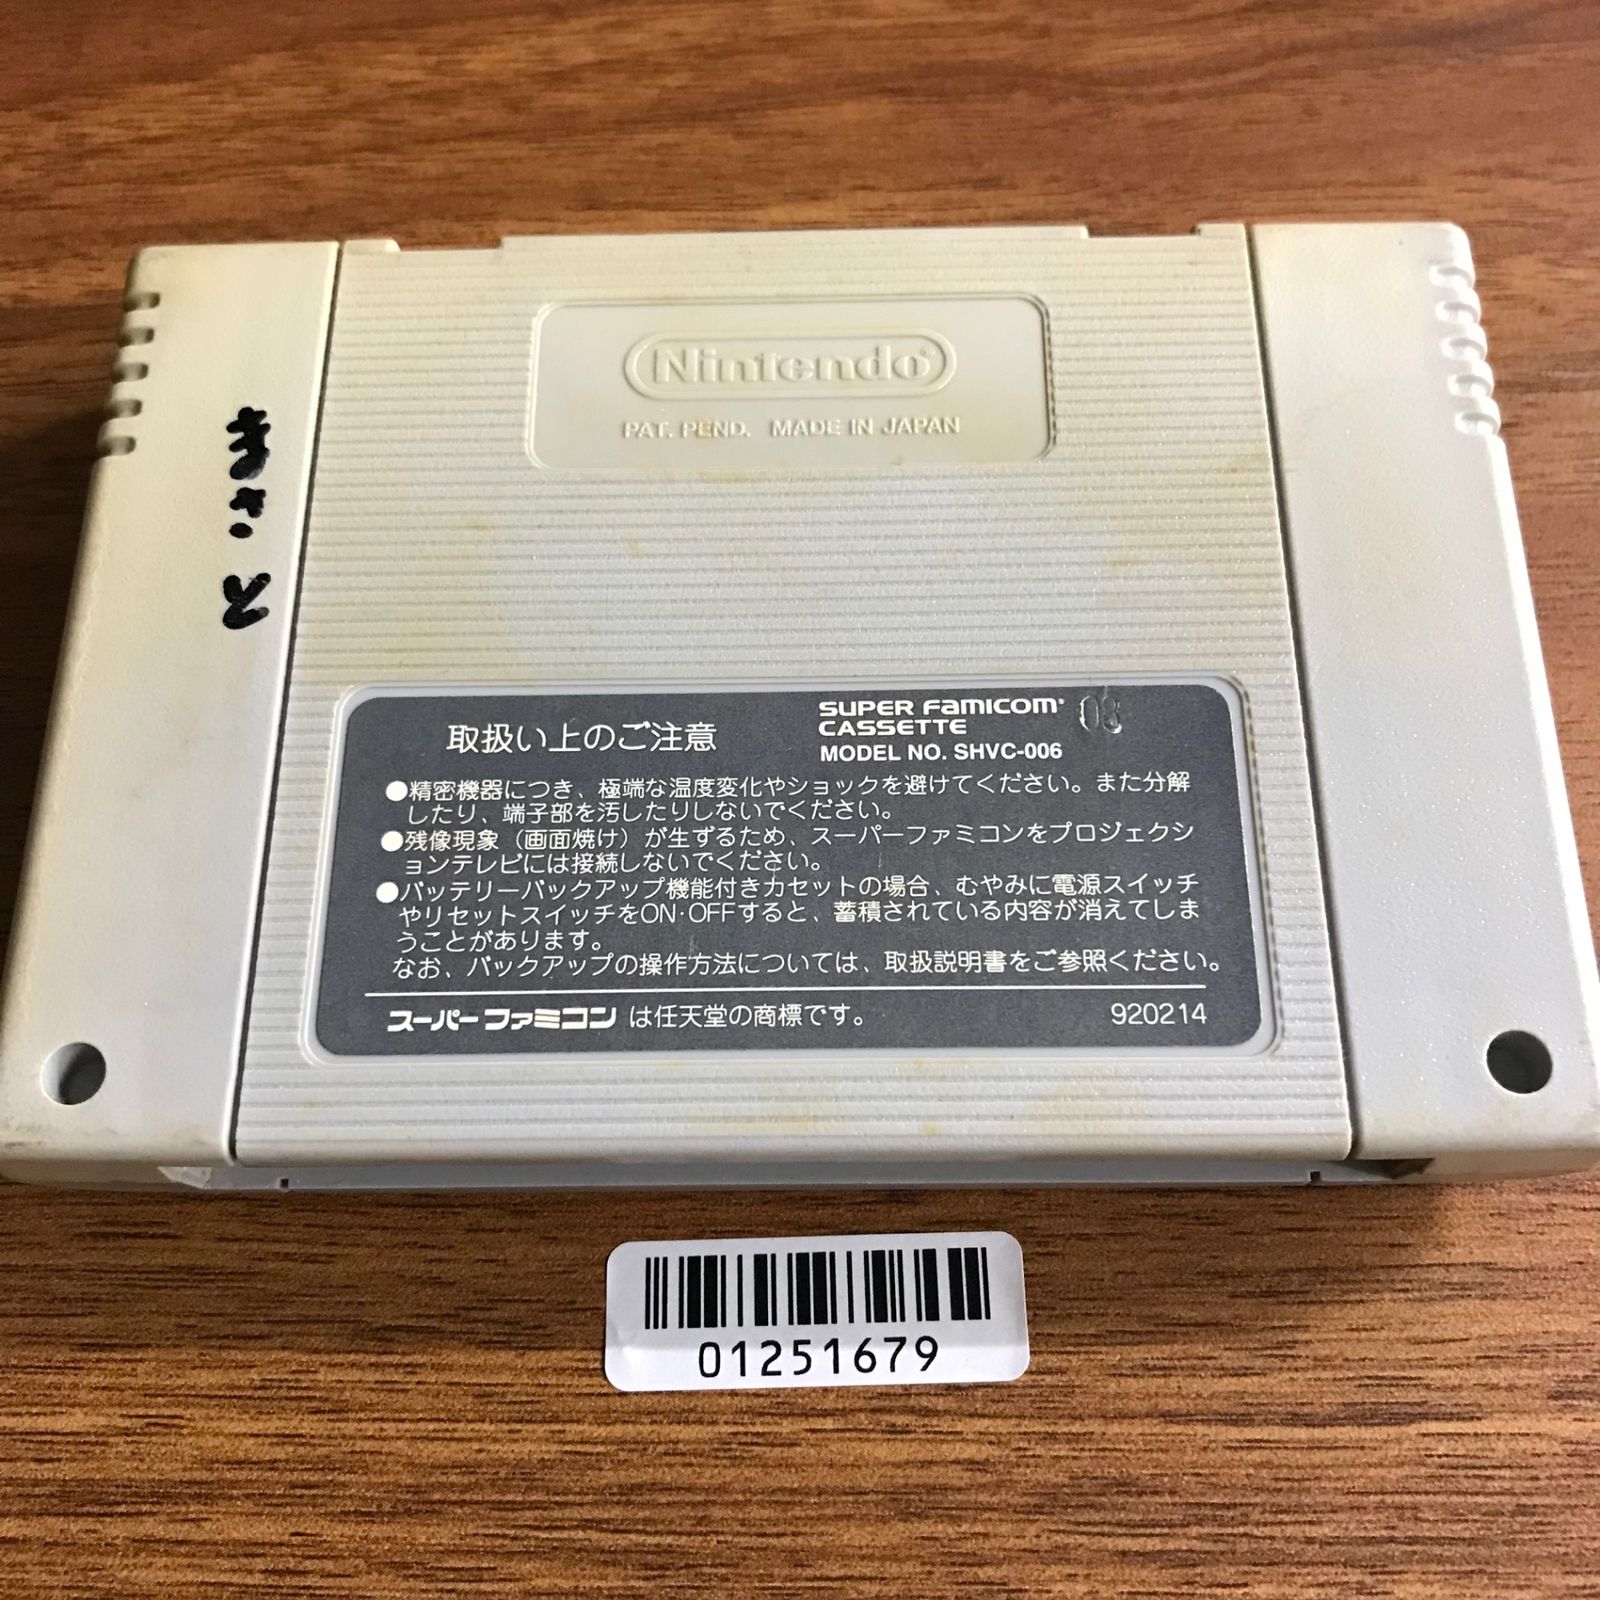 Nintendo®
PAT. PEND. MADE IN JAPAN
取扱い上のご注意
SUPER FAMICOM®
CASSETTE
MODEL NO. SHVC-006
08
●精密機器につき、極端な温度変化やショックを避けてください。また分解
したり、端子部を汚したりしないでください。
●残像現象（画面焼け）が生ずるため、スーパーファミコンをプロジェクシ
ョンテレビには接続しないでください。
●バッテリーバックアップ機能付きカセットの場合、むやみに電源スイッチ
やリセットスイッチをON・OFFすると、蓄積されている内容が消えてしま
うことがあります。
なお、バックアップの操作方法については、取扱説明書をご参照ください。
スーパーファミコン は任天堂の商標です。
920214
01251679